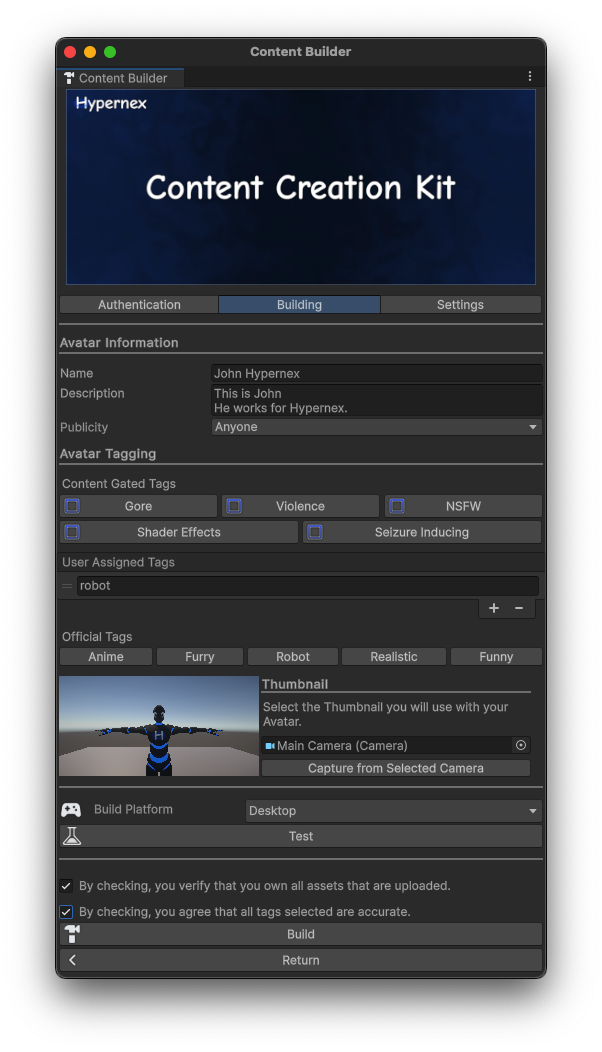 Content Builder
Content Builder
Hypernex
Content Creation Kit
Authentication
Building
Settings
Avatar Information
Name
John Hypernex
Description
This is John
He works for Hypernex.
Publicity
Anyone
Avatar Tagging
Content Gated Tags
Gore
Violence
NSFW
Shader Effects
Seizure Inducing
User Assigned Tags
robot
Official Tags
Anime
Furry
Robot
Realistic
Funny
H
Thumbnail
Select the Thumbnail you will use with your
Avatar.
Main Camera (Camera)
Capture from Selected Camera
Build Platform
Desktop
Test
By checking, you verify that you own all assets that are uploaded.
By checking, you agree that all tags selected are accurate.
Build
Return